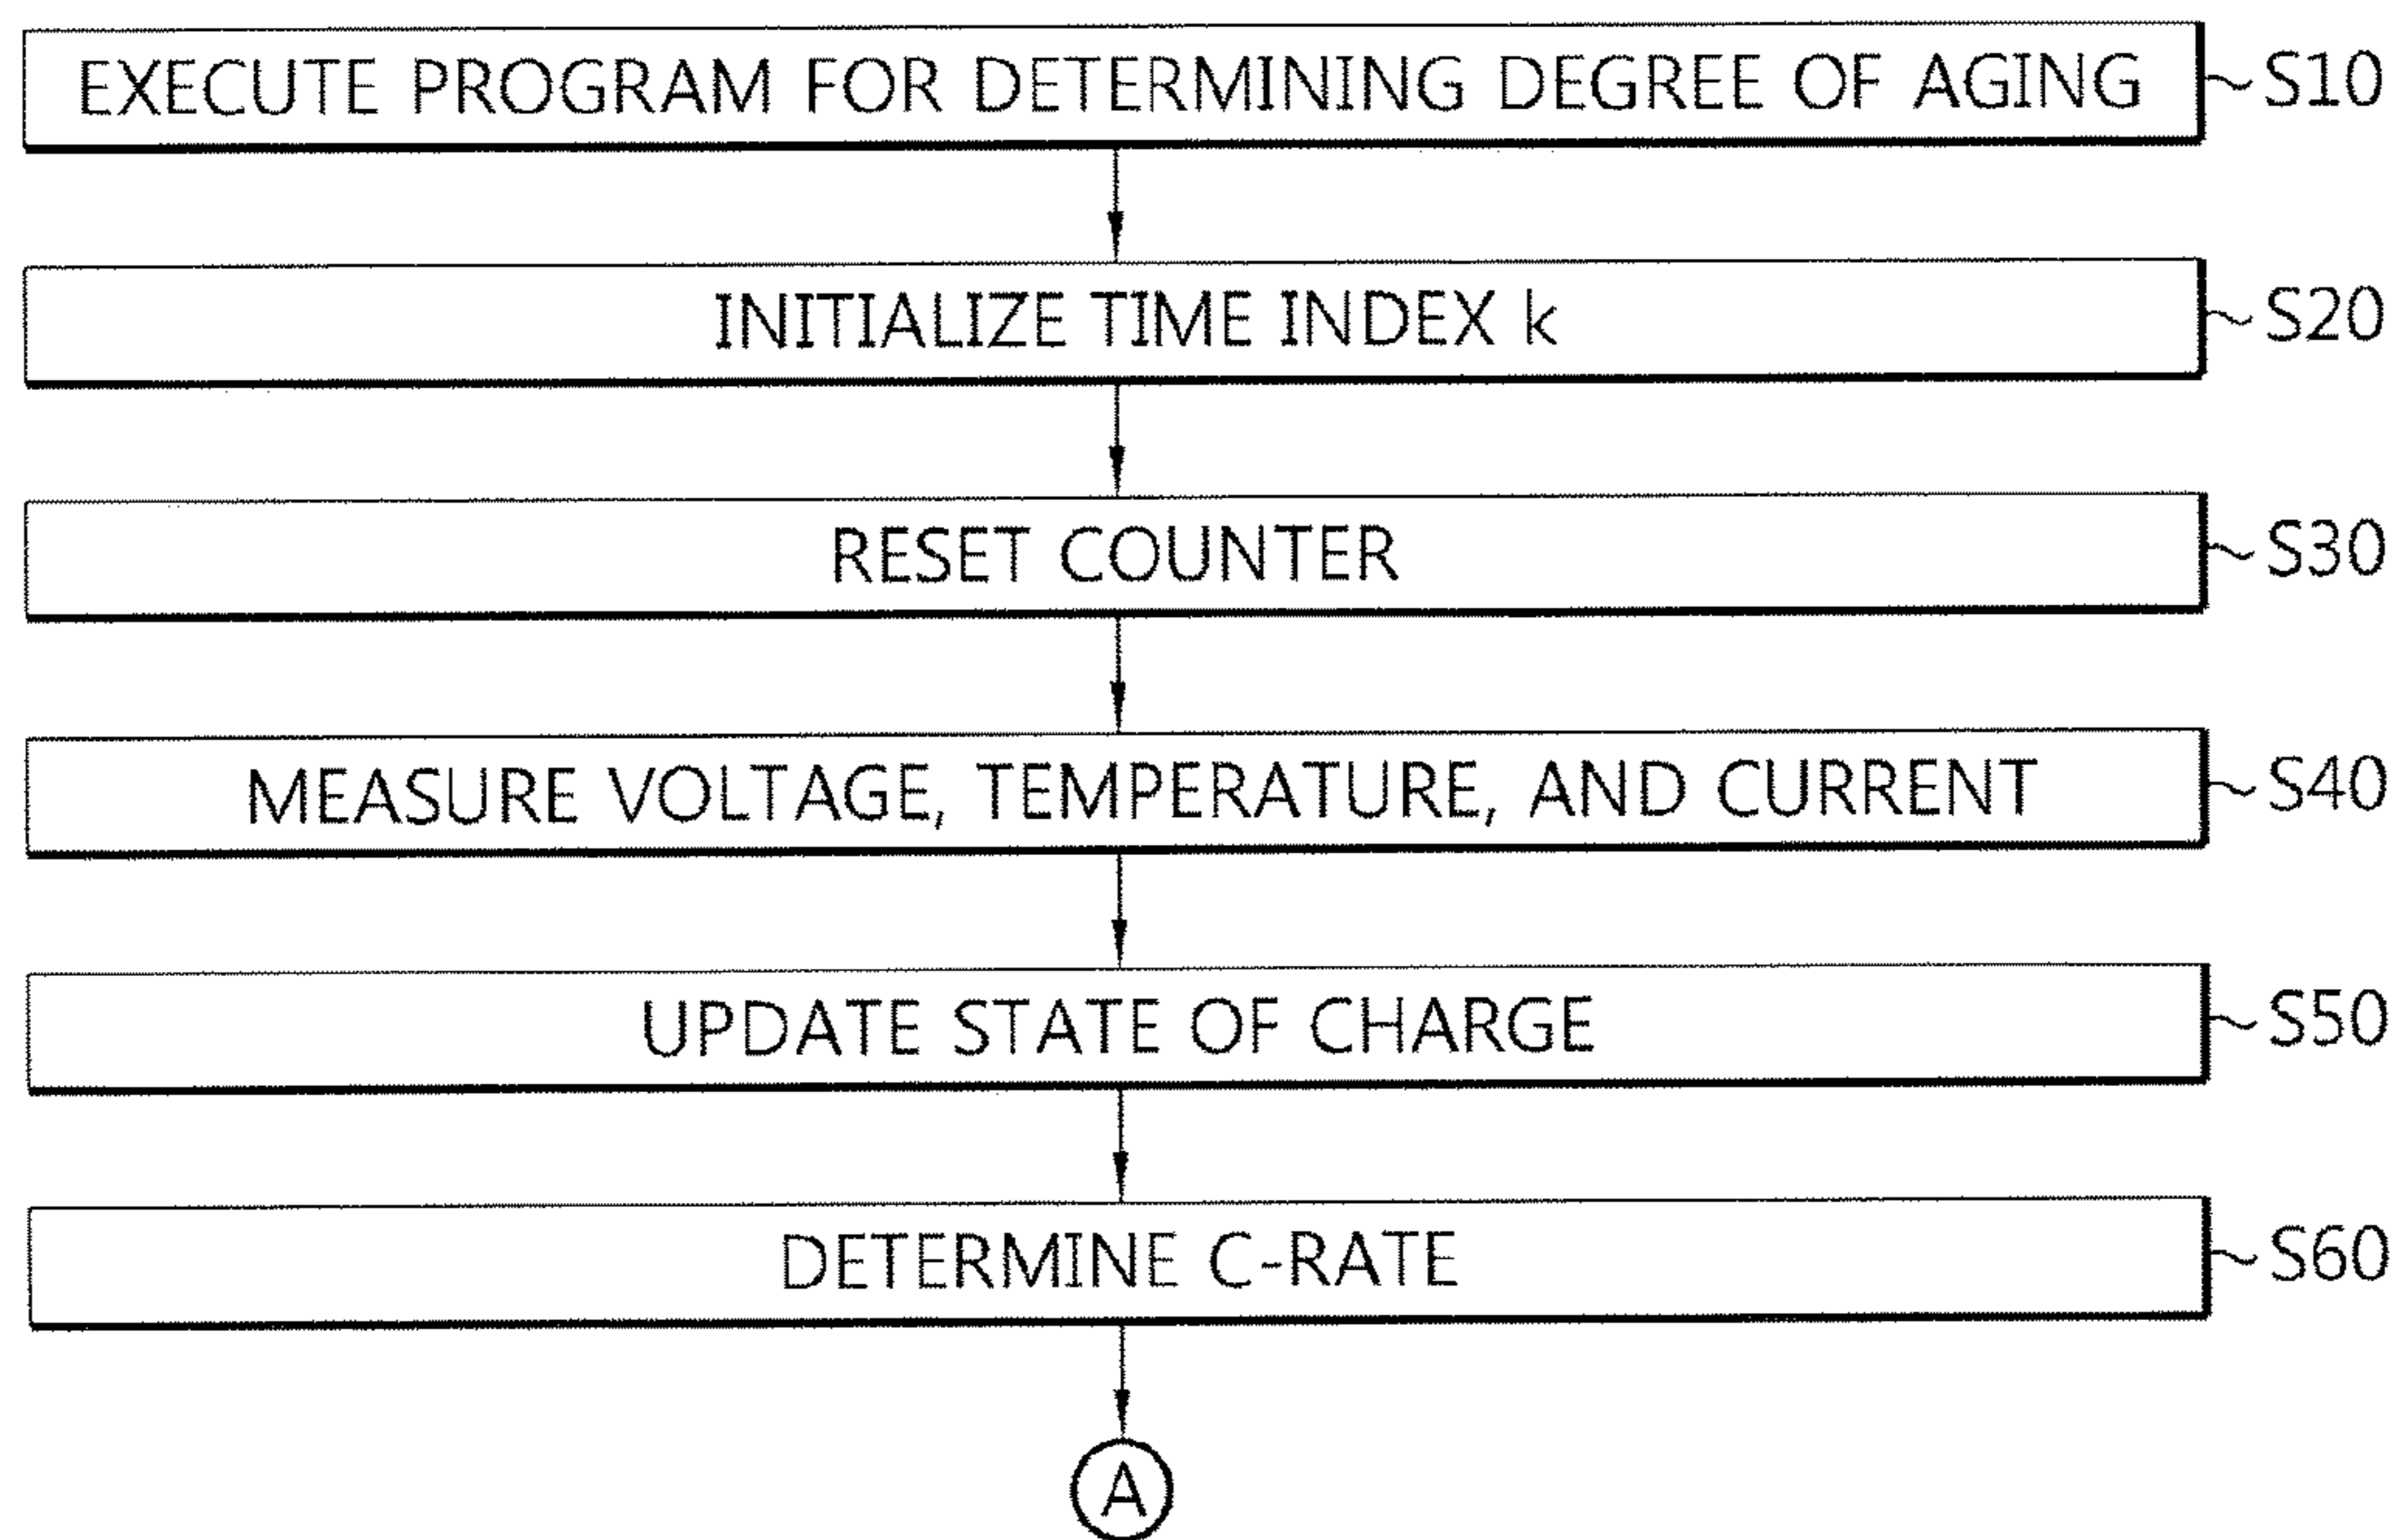 EXECUTE PROGRAM FOR DETERMINING DEGREE OF AGING S10
INITIALIZE TIME INDEX k S20
RESET COUNTER S30
MEASURE VOLTAGE, TEMPERATURE, AND CURRENT S40
UPDATE STATE OF CHARGE S50
DETERMINE C-RATE S60
A